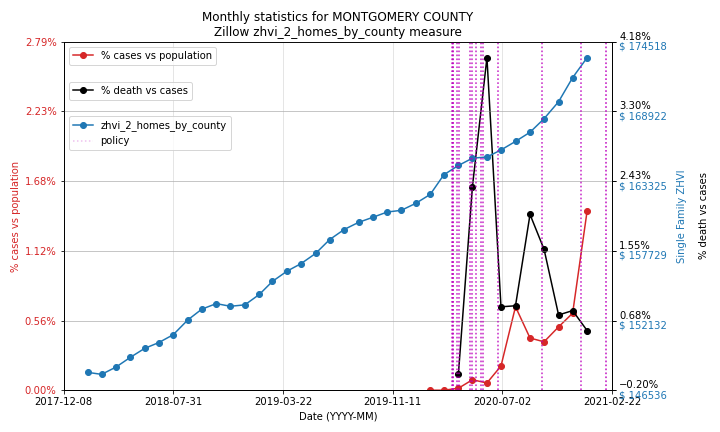 Monthly statistics for MONTGOMERY COUNTY
Zillow zhvi_2_homes_by_county measure
2.79%
2.23%
1.68%
1.12%
0.56%
0.00%
% cases vs population
% cases vs population
% death vs cases
zhvi_2_homes_by_county
policy
4.18%
$ 174518
3.30%
$ 168922
2.43%
$ 163325
1.55%
$ 157729
0.68%
$ 152132
−0.20%
$ 146536
Single Family ZHVI
% death vs cases
2017-12-08
2018-07-31
2019-03-22
2019-11-11
2020-07-02
2021-02-22
Date (YYYY-MM)